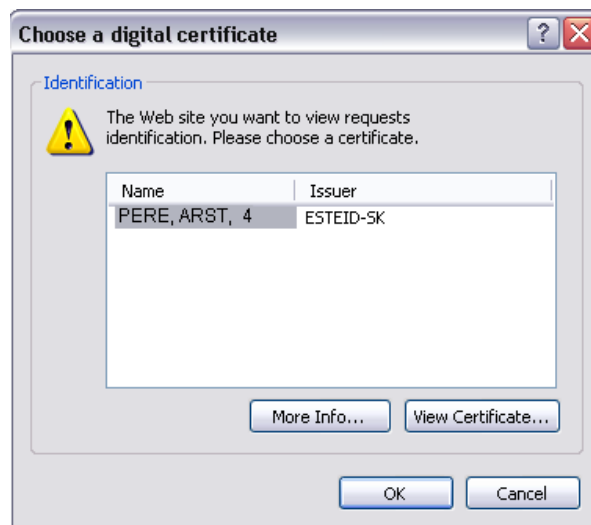 Choose a digital certificate
Identification
The Web site you want to view requests
identification. Please choose a certificate.
Name Issuer
PERE, ARST, 4 ESTEID-SK
More Info... View Certificate...
OK Cancel